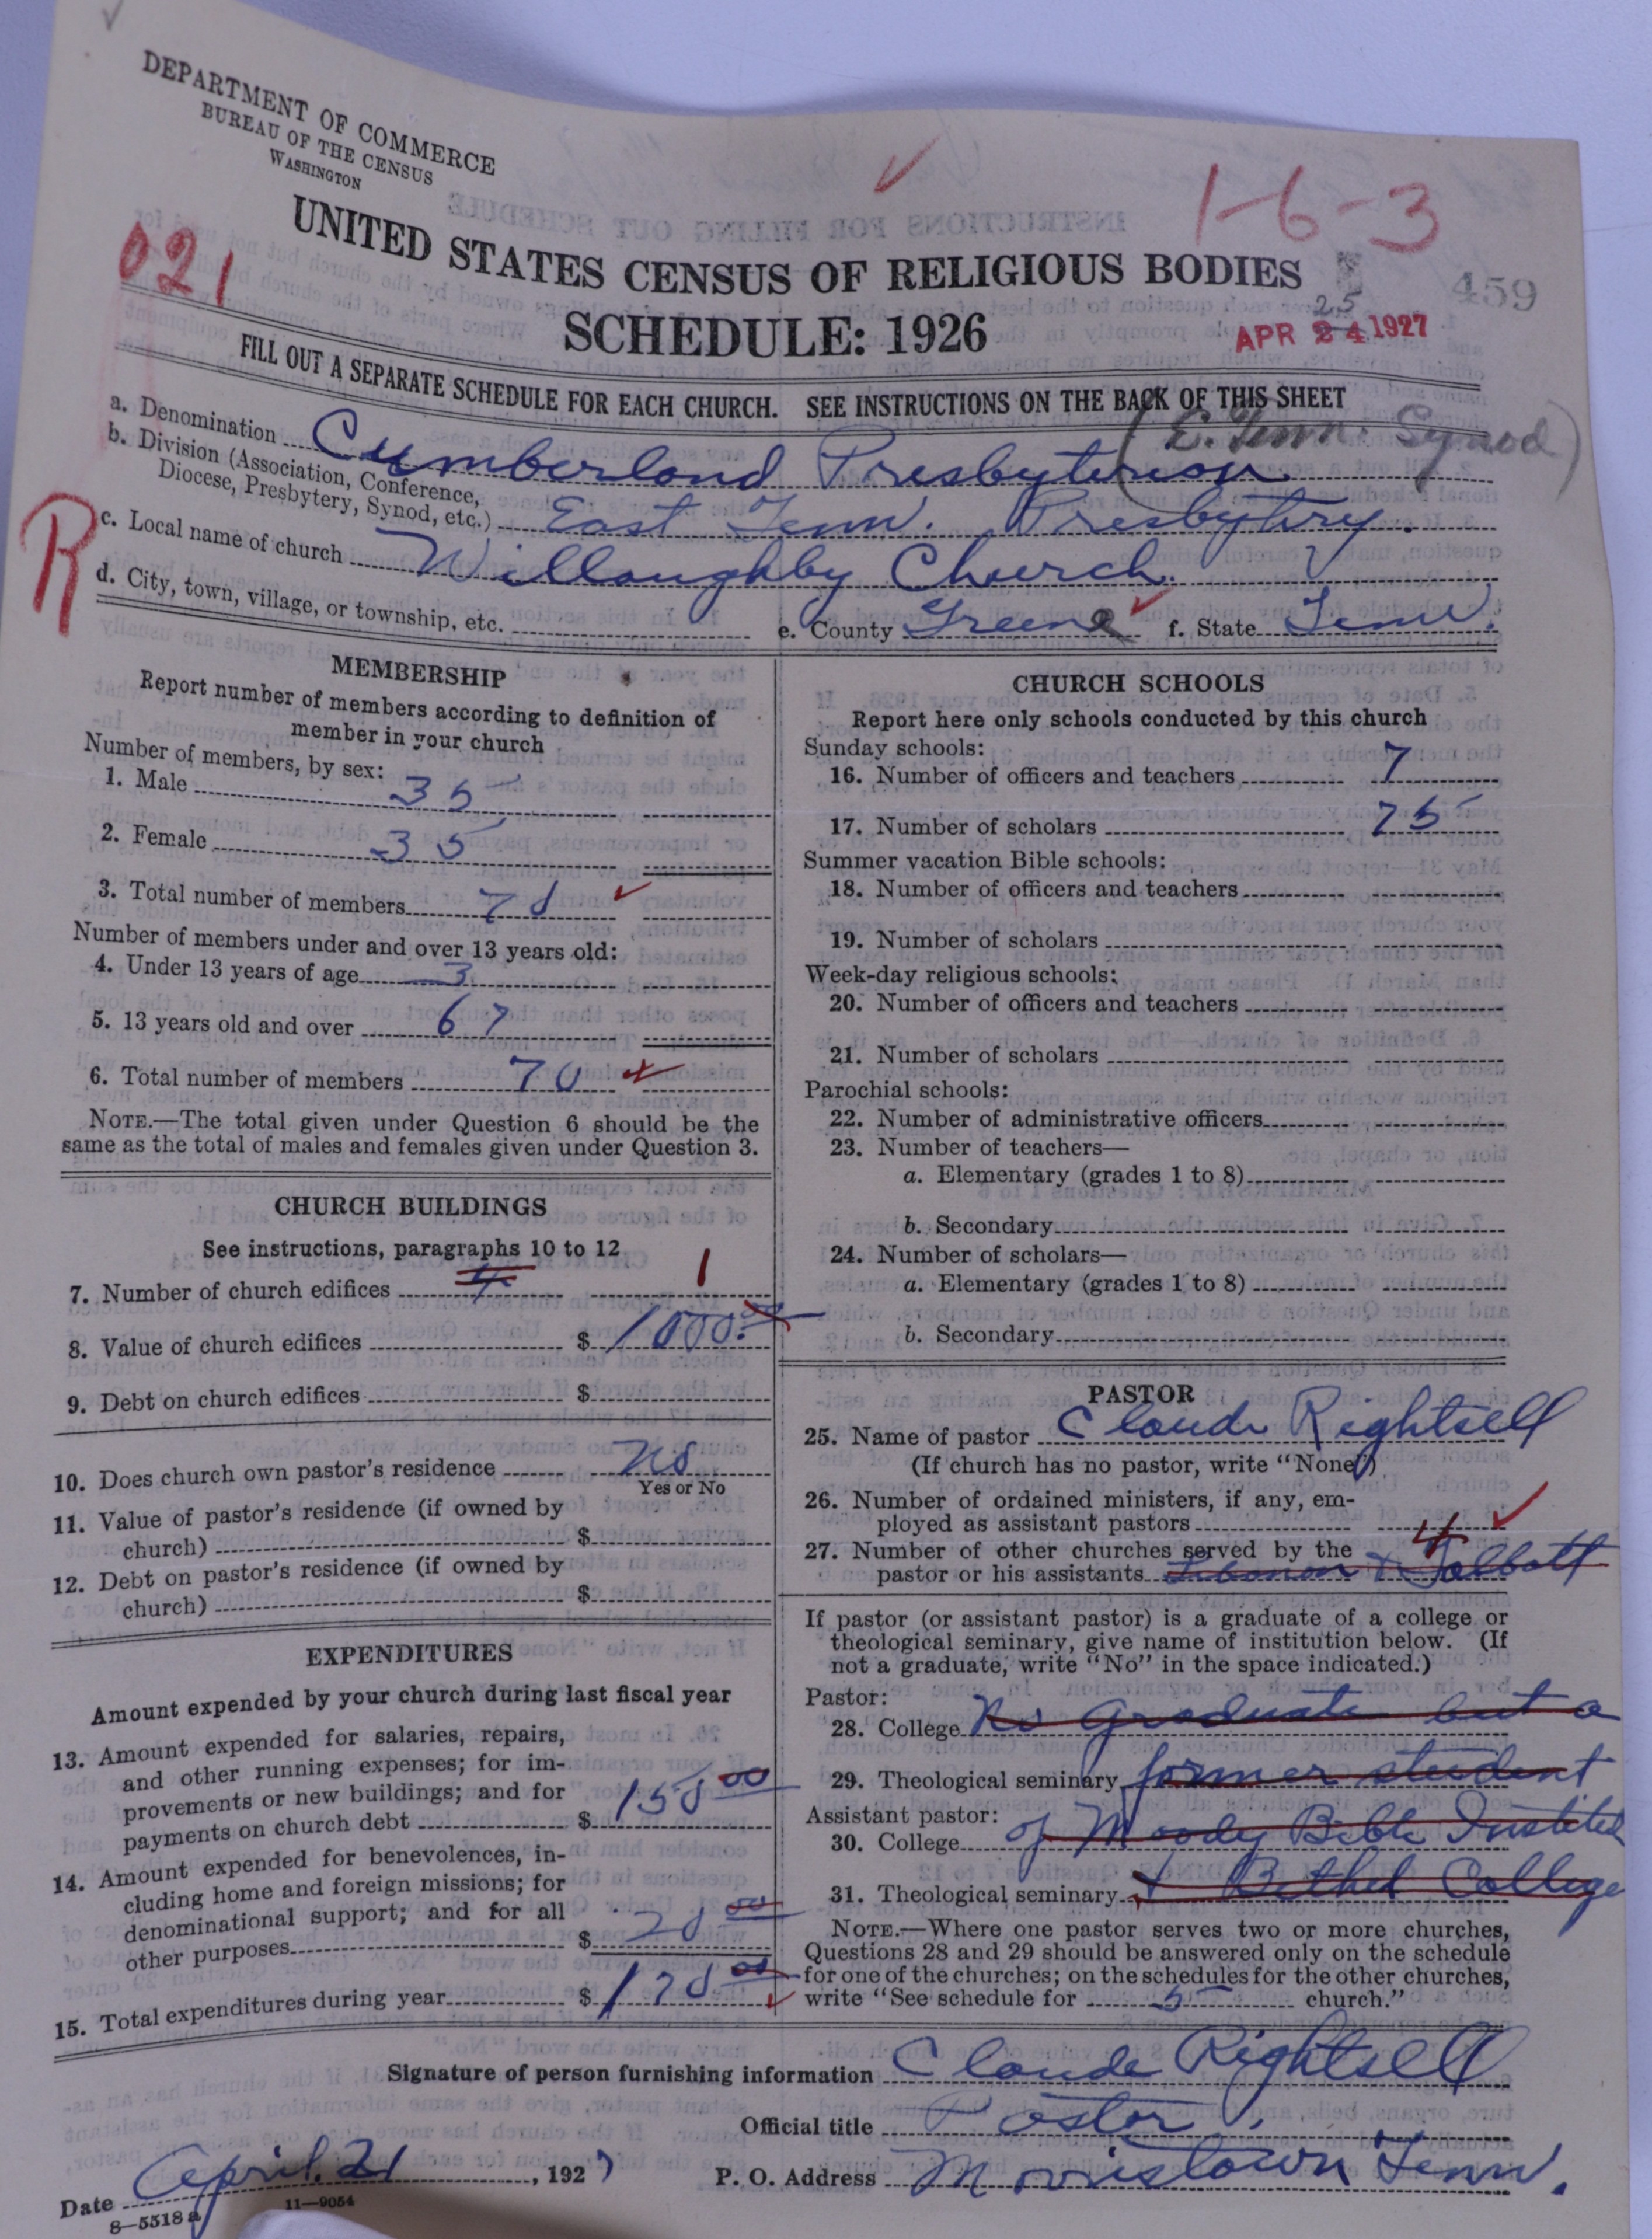 DEPARTMENT OF COMMERCE
BUREAU OF THE CENSUS
WASHINGTON
1-6-3
021
UNITED STATES CENSUS OF RELIGIOUS BODIES
459
SCHEDULE: 1926
25
APR 24 1927
FILL OUT A SEPARATE SCHEDULE FOR EACH CHURCH. SEE INSTRUCTIONS ON THE BACK OF THIS SHEET
(E. Tenn. Synod)
a. Denomination Cumberland Presbyterian
b. Division (Association, Conference,
Diocese, Presbytery, Synod, etc.) East Tenn. Presbytery.
R
c. Local name of church Willoughby Church.
d. City, town, village, or township, etc. e. County Greene f. State Tenn.
MEMBERSHIP
Report number of members according to definition of
member in your church
Number of members, by sex:
1. Male 35
2. Female 35
3. Total number of members 70
Number of members under and over 13 years old:
4. Under 13 years of age 3
5. 13 years old and over 67
6. Total number of members 70
NOTE.—The total given under Question 6 should be the
same as the total of males and females given under Question 3.
CHURCH BUILDINGS
See instructions, paragraphs 10 to 12
7. Number of church edifices 1
8. Value of church edifices $ 1000.00
9. Debt on church edifices $
10. Does church own pastor's residence No
Yes or No
11. Value of pastor's residence (if owned by
church) $
12. Debt on pastor's residence (if owned by
church) $
EXPENDITURES
Amount expended by your church during last fiscal year
13. Amount expended for salaries, repairs,
and other running expenses; for im-
provements or new buildings; and for
payments on church debt $ 150 00
14. Amount expended for benevolences, in-
cluding home and foreign missions; for
denominational support; and for all
other purposes $ 20 00
15. Total expenditures during year $ 170 00
CHURCH SCHOOLS
Report here only schools conducted by this church
Sunday schools:
16. Number of officers and teachers 7
17. Number of scholars 75
Summer vacation Bible schools:
18. Number of officers and teachers
19. Number of scholars
Week-day religious schools:
20. Number of officers and teachers
21. Number of scholars
Parochial schools:
22. Number of administrative officers
23. Number of teachers—
a. Elementary (grades 1 to 8)
b. Secondary
24. Number of scholars—
a. Elementary (grades 1 to 8)
b. Secondary
PASTOR
25. Name of pastor Claude Rightsell
(If church has no pastor, write "None")
26. Number of ordained ministers, if any, em-
ployed as assistant pastors
27. Number of other churches served by the 4
pastor or his assistants Lebanon & Talbott
If pastor (or assistant pastor) is a graduate of a college or
theological seminary, give name of institution below. (If
not a graduate, write "No" in the space indicated.)
Pastor:
28. College No graduate but a
29. Theological seminary former student
Assistant pastor:
30. College of Moody Bible Institute
31. Theological seminary & Bethel College
NOTE.—Where one pastor serves two or more churches,
Questions 28 and 29 should be answered only on the schedule
for one of the churches; on the schedules for the other churches,
write "See schedule for 5 church."
Signature of person furnishing information Claude Rightsell
Official title Pastor,
Date April 21, 1927 P. O. Address Morristown Tenn.
8—5518 a 11—9054